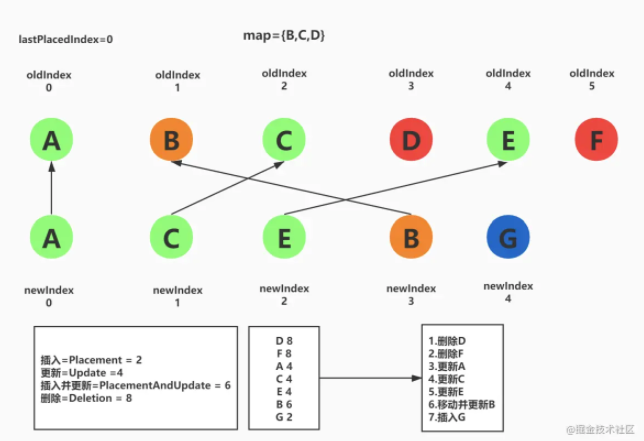 lastPlacedIndex=0
map={B,C,D}
oldIndex
0
oldIndex
1
oldIndex
2
oldIndex
3
oldIndex
4
oldIndex
5
A
B
C
D
E
F
A
C
E
B
G
newIndex
0
newIndex
1
newIndex
2
newIndex
3
newIndex
4
插入=Placement = 2
更新=Update =4
插入并更新=PlacementAndUpdate = 6
删除=Deletion = 8
D 8
F 8
A 4
C 4
E 4
B 6
G 2
1.删除D
2.删除F
3.更新A
4.更新C
5.更新E
6.移动并更新B
7.插入G
@掘金技术社区